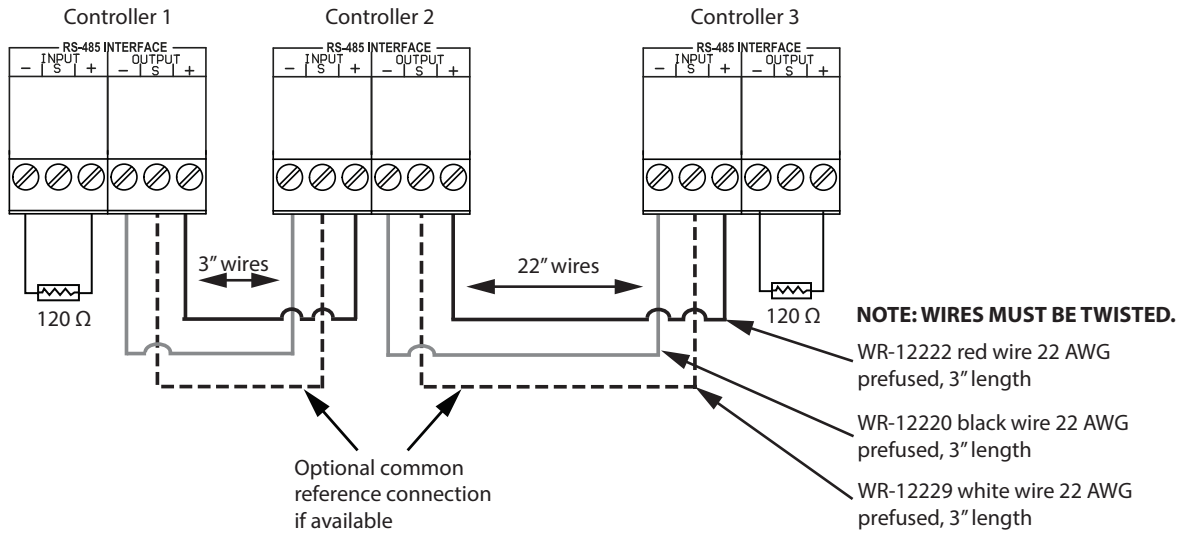 Controller 1
Controller 2
Controller 3
RS-485 INTERFACE
INPUT
OUTPUT
− S + − S +
RS-485 INTERFACE
INPUT
OUTPUT
− S + − S +
RS-485 INTERFACE
INPUT
OUTPUT
− S + − S +
3” wires
22” wires
120 Ω
120 Ω
NOTE: WIRES MUST BE TWISTED.
WR-12222 red wire 22 AWG
prefused, 3” length
WR-12220 black wire 22 AWG
prefused, 3” length
WR-12229 white wire 22 AWG
prefused, 3” length
Optional common
reference connection
if available